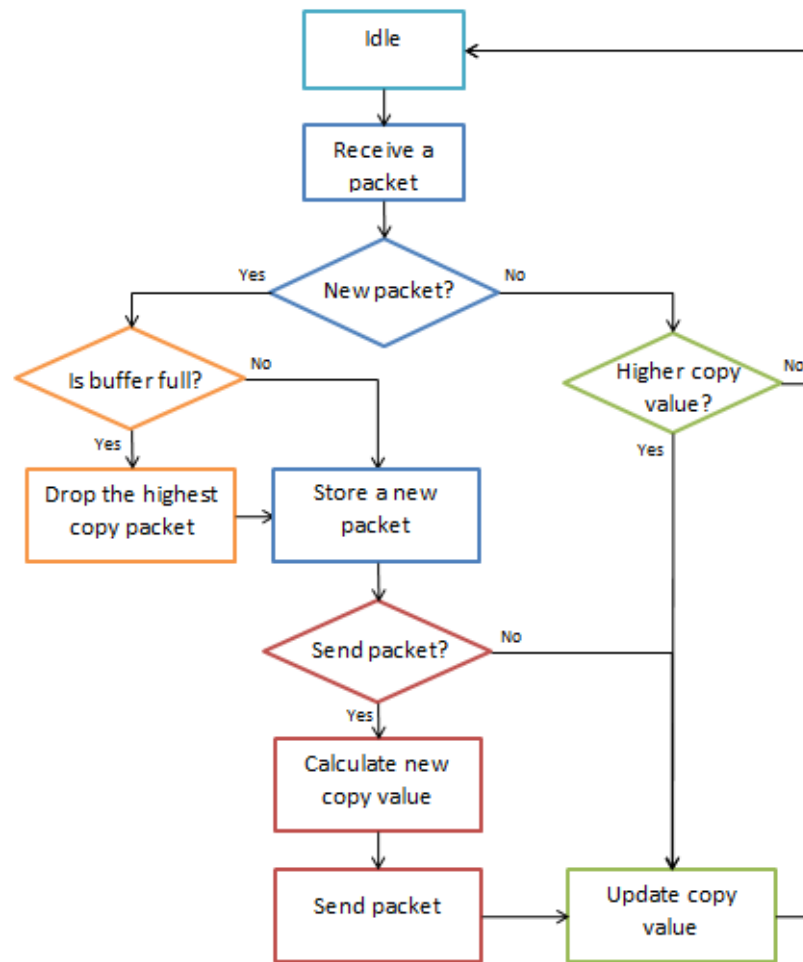 Idle
Receive a
packet
Yes
New packet?
No
Is buffer full?
No
Higher copy
value?
No
Yes
Yes
Drop the highest
copy packet
Store a new
packet
Send packet?
No
Yes
Calculate new
copy value
Send packet
Update copy
value